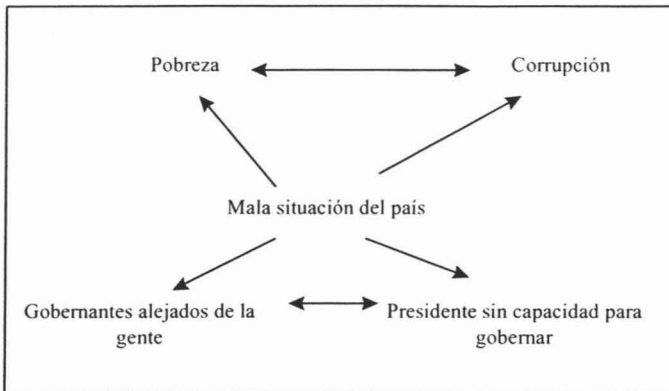 Pobreza
Corrupción
Mala situación del país
Gobernantes alejados de la
gente
Presidente sin capacidad para
gobernar